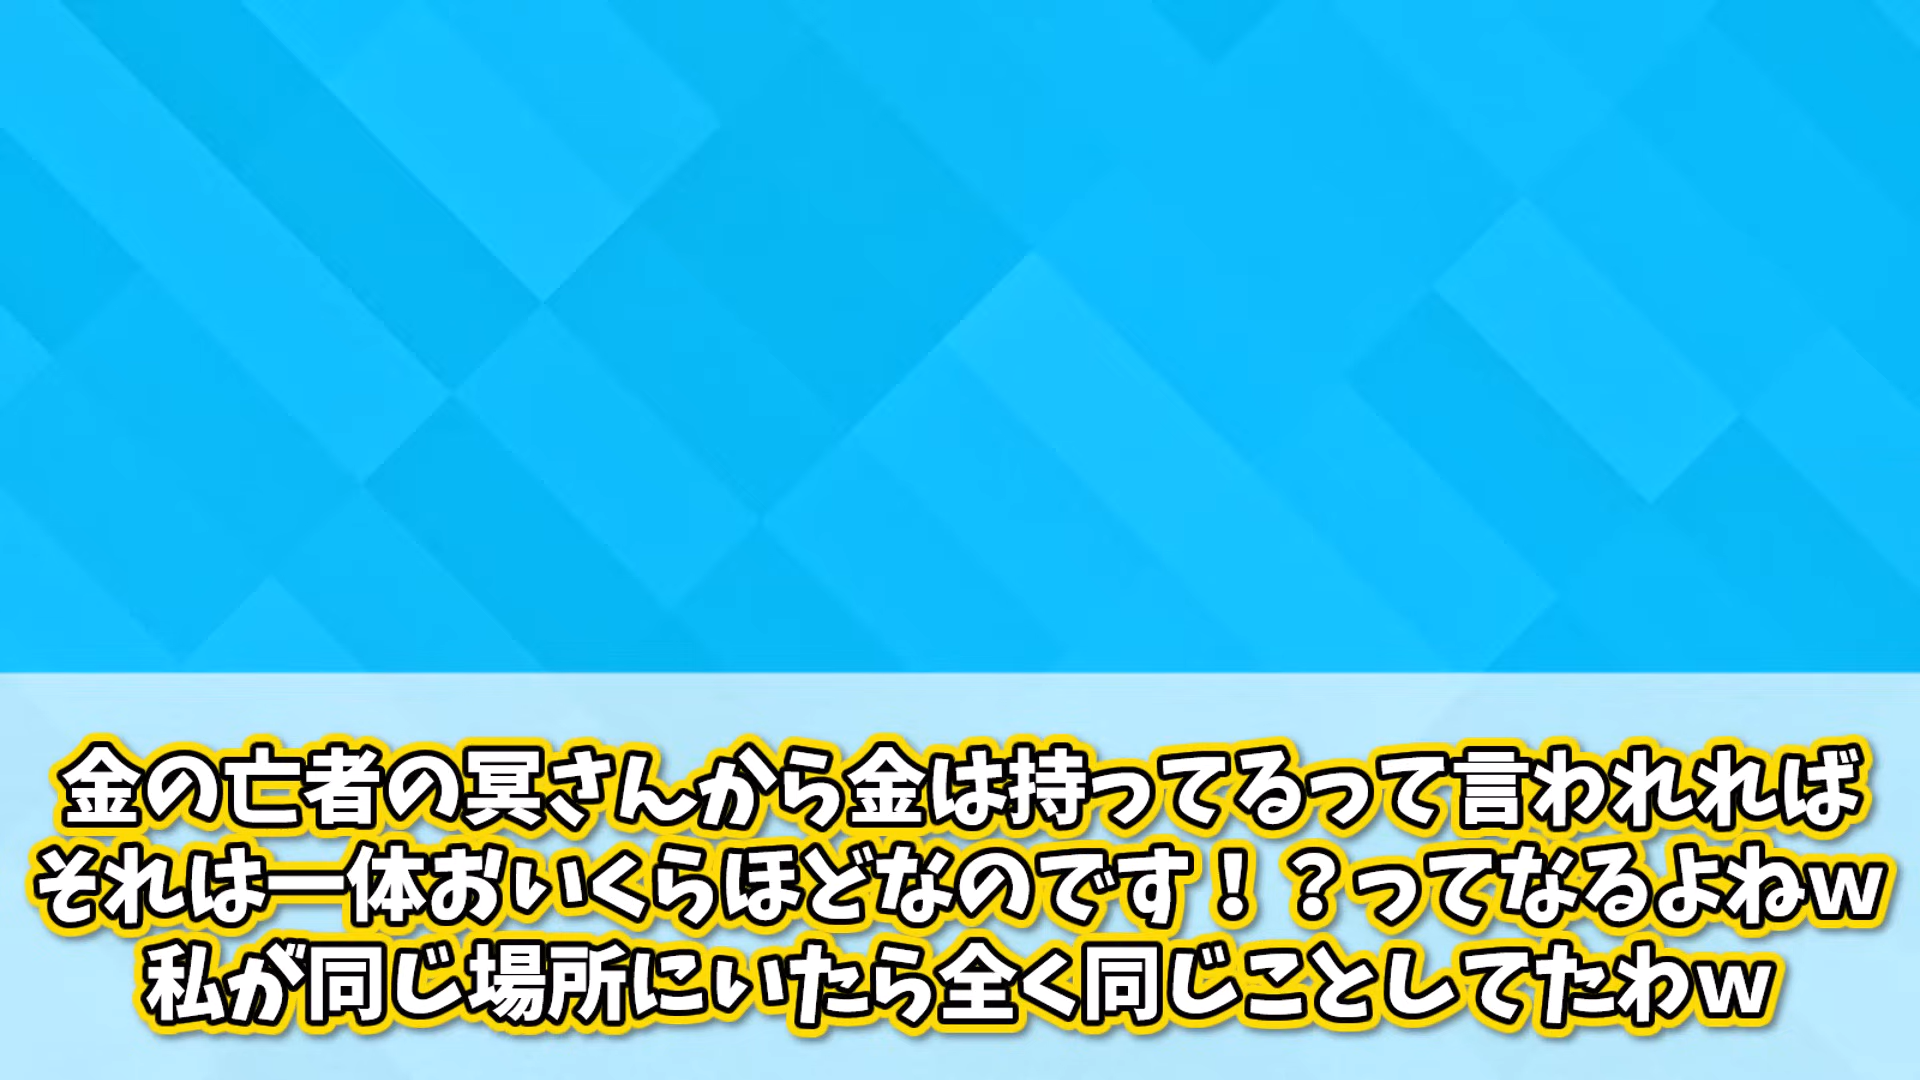 金の亡者の冥さんから金は持ってるって言われれば
それは一体おいくらほどなのです！？ってなるよねｗ
私が同じ場所にいたら全く同じことしてたわｗ